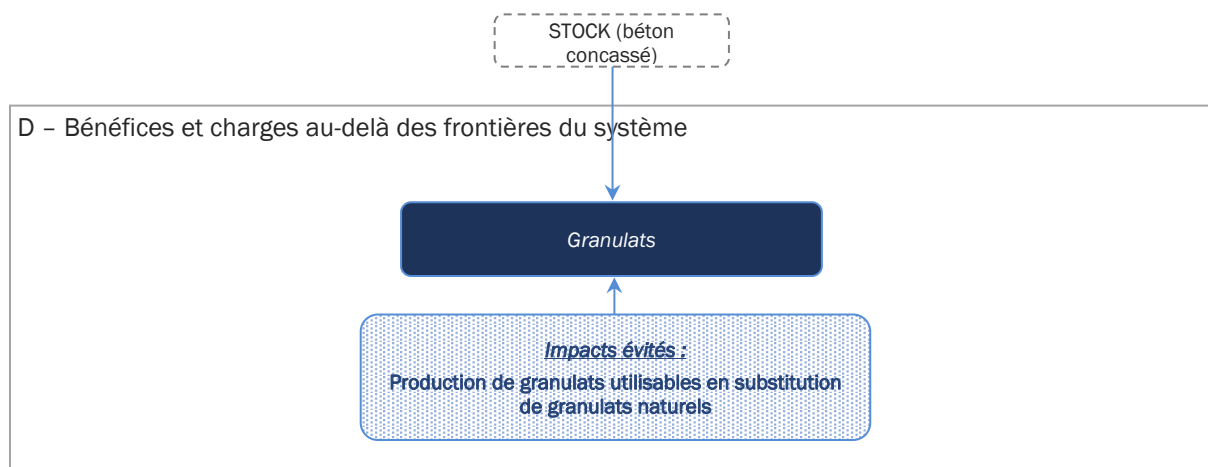 STOCK (béton
concassé)
D – Bénéfices et charges au-delà des frontières du système
Granulats
Impacts évités :
Production de granulats utilisables en substitution
de granulats naturels